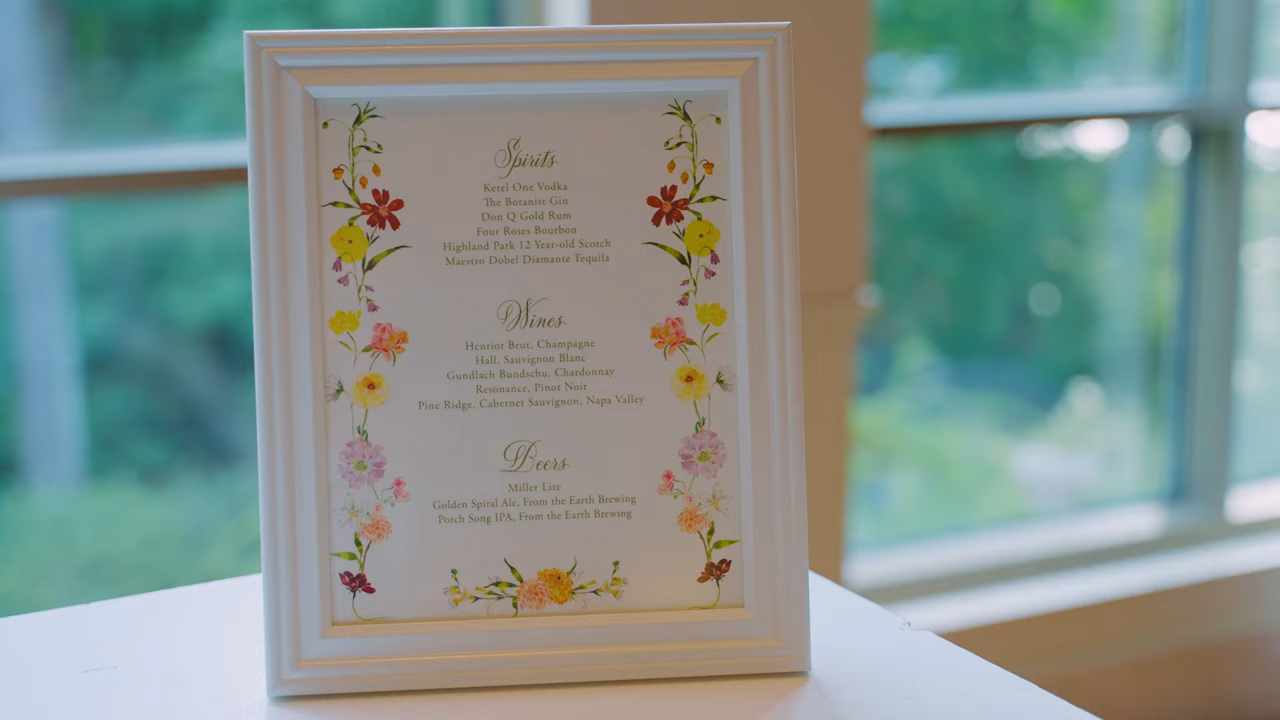 Spirits
Ketel One Vodka
The Botanist Gin
Don Q Gold Rum
Four Roses Bourbon
Highland Park 12 Year-old Scotch
Maestro Dobel Diamante Tequila
Wines
Henriot Brut, Champagne
Hall, Sauvignon Blanc
Gundlach Bundschu, Chardonnay
Resonance, Pinot Noir
Pine Ridge, Cabernet Sauvignon, Napa Valley
Beers
Miller Lite
Golden Spiral Ale, From the Earth Brewing
Porch Song IPA, From the Earth Brewing